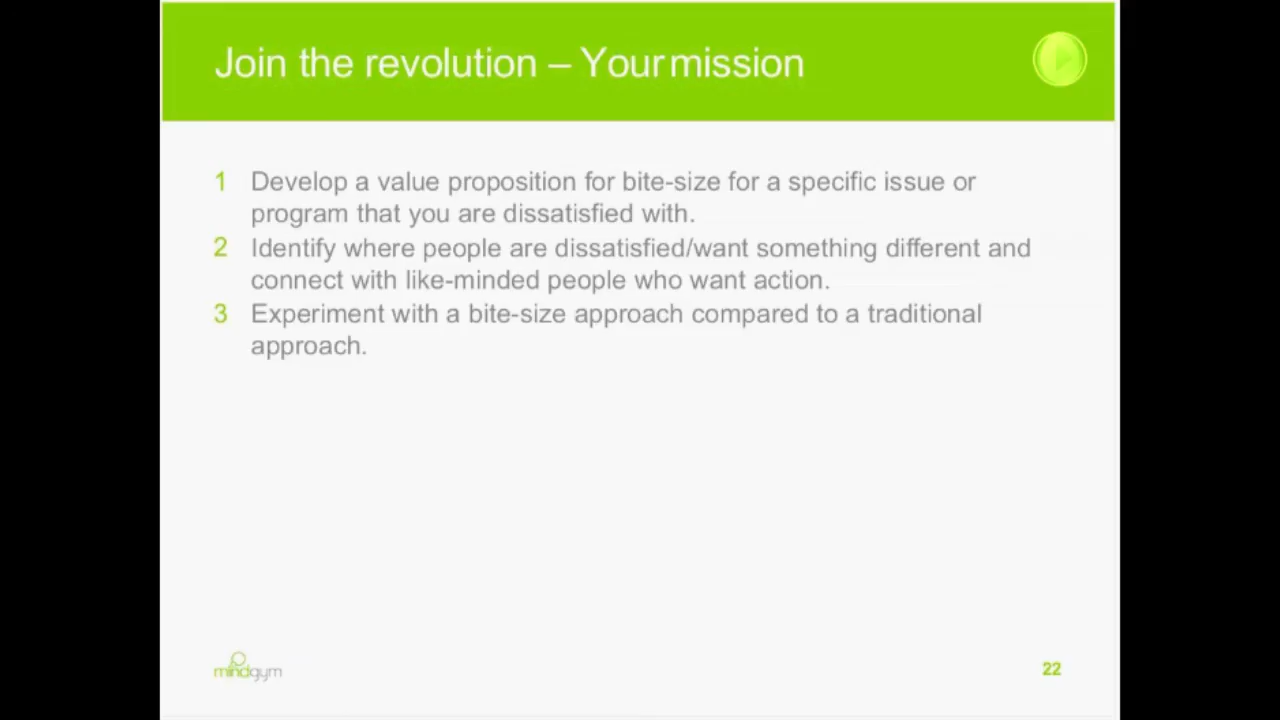 Join the revolution – Your mission
1 Develop a value proposition for bite-size for a specific issue or
program that you are dissatisfied with.
2 Identify where people are dissatisfied/want something different and
connect with like-minded people who want action.
3 Experiment with a bite-size approach compared to a traditional
approach.
mindgym
22